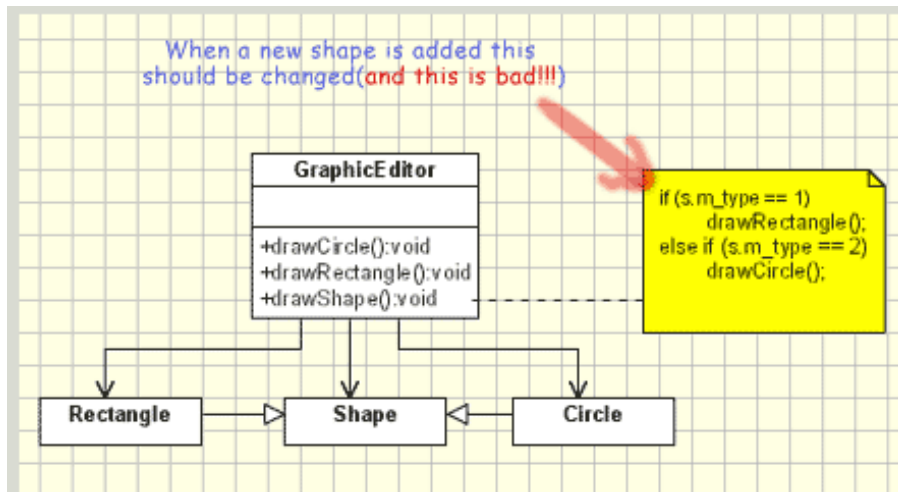 When a new shape is added this
should be changed(and this is bad!!!)
GraphicEditor
+drawCircle():void
+drawRectangle():void
+drawShape():void
if (s.m_type == 1)
drawRectangle();
else if (s.m_type == 2)
drawCircle();
Rectangle
Shape
Circle